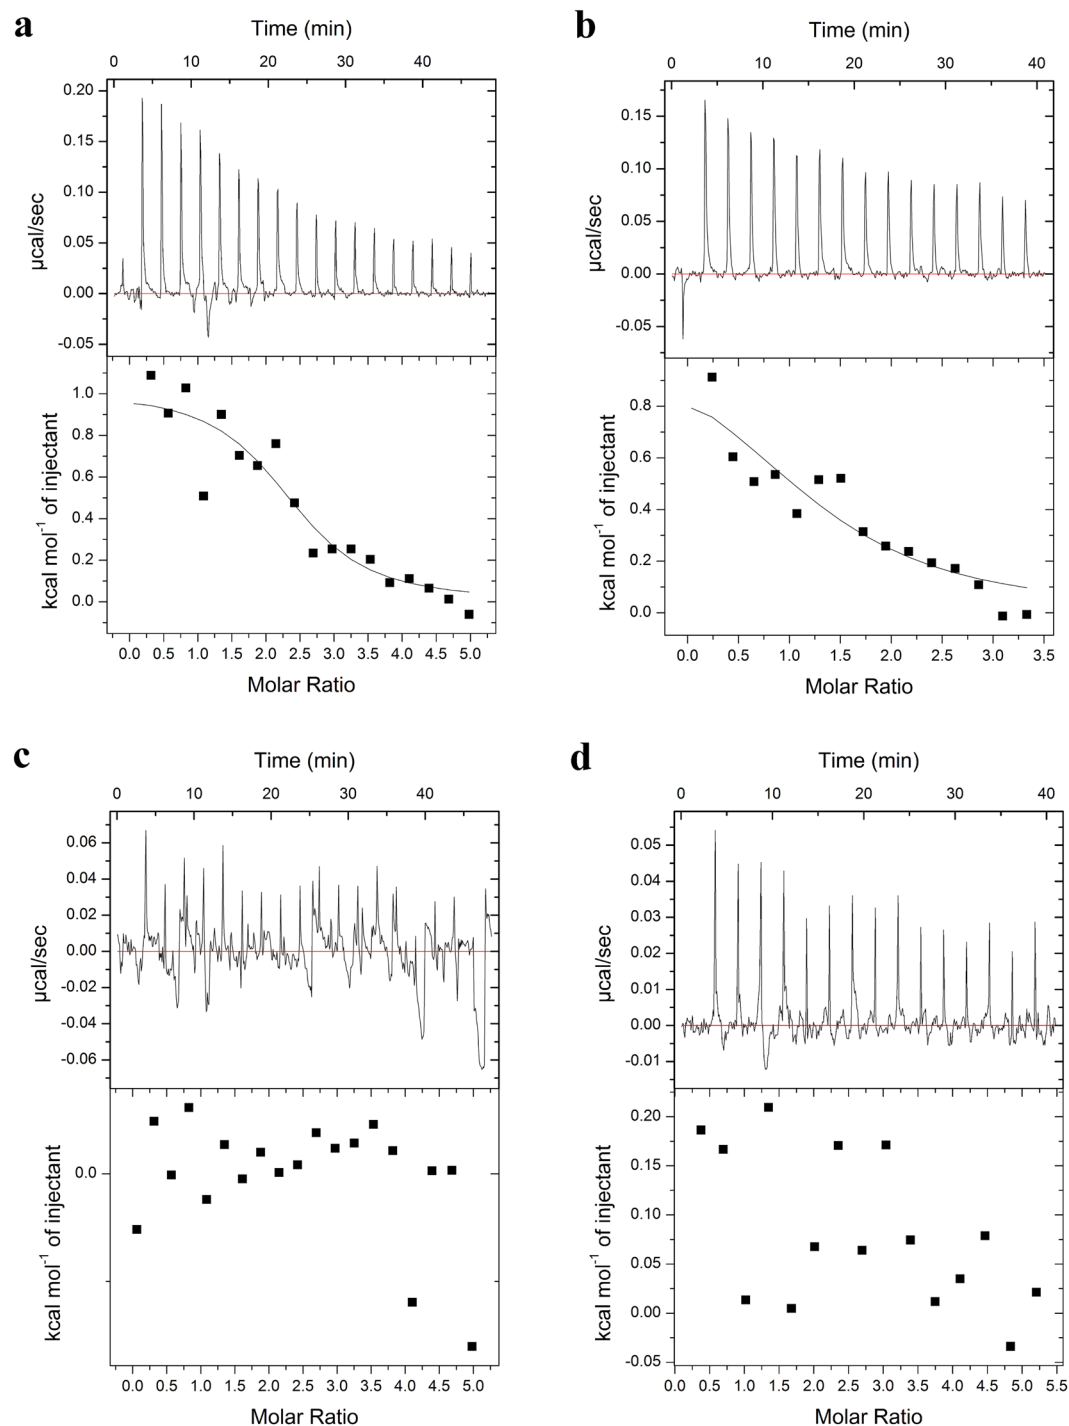 a
Time (min)
0 10 20 30 40
0.20
0.15
0.10
0.05
0.00
-0.05
µcal/sec
1.0
0.8
0.6
0.4
0.2
0.0
kcal mol⁻¹ of injectant
0.0 0.5 1.0 1.5 2.0 2.5 3.0 3.5 4.0 4.5 5.0
Molar Ratio
b
Time (min)
0 10 20 30 40
0.15
0.10
0.05
0.00
-0.05
µcal/sec
0.8
0.6
0.4
0.2
0.0
kcal mol⁻¹ of injectant
0.0 0.5 1.0 1.5 2.0 2.5 3.0 3.5
Molar Ratio
c
Time (min)
0 10 20 30 40
0.06
0.04
0.02
0.00
-0.02
-0.04
-0.06
µcal/sec
0.0
kcal mol⁻¹ of injectant
0.0 0.5 1.0 1.5 2.0 2.5 3.0 3.5 4.0 4.5 5.0
Molar Ratio
d
Time (min)
0 10 20 30 40
0.05
0.04
0.03
0.02
0.01
0.00
-0.01
µcal/sec
0.20
0.15
0.10
0.05
0.00
-0.05
kcal mol⁻¹ of injectant
0.0 0.5 1.0 1.5 2.0 2.5 3.0 3.5 4.0 4.5 5.0 5.5
Molar Ratio